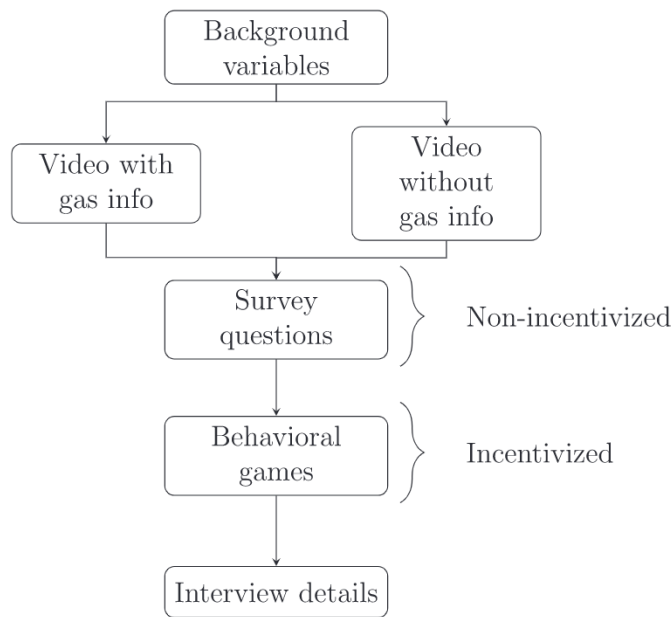 Background
variables
Video with
gas info
Video
without
gas info
Survey
questions
Non-incentivized
Behavioral
games
Incentivized
Interview details